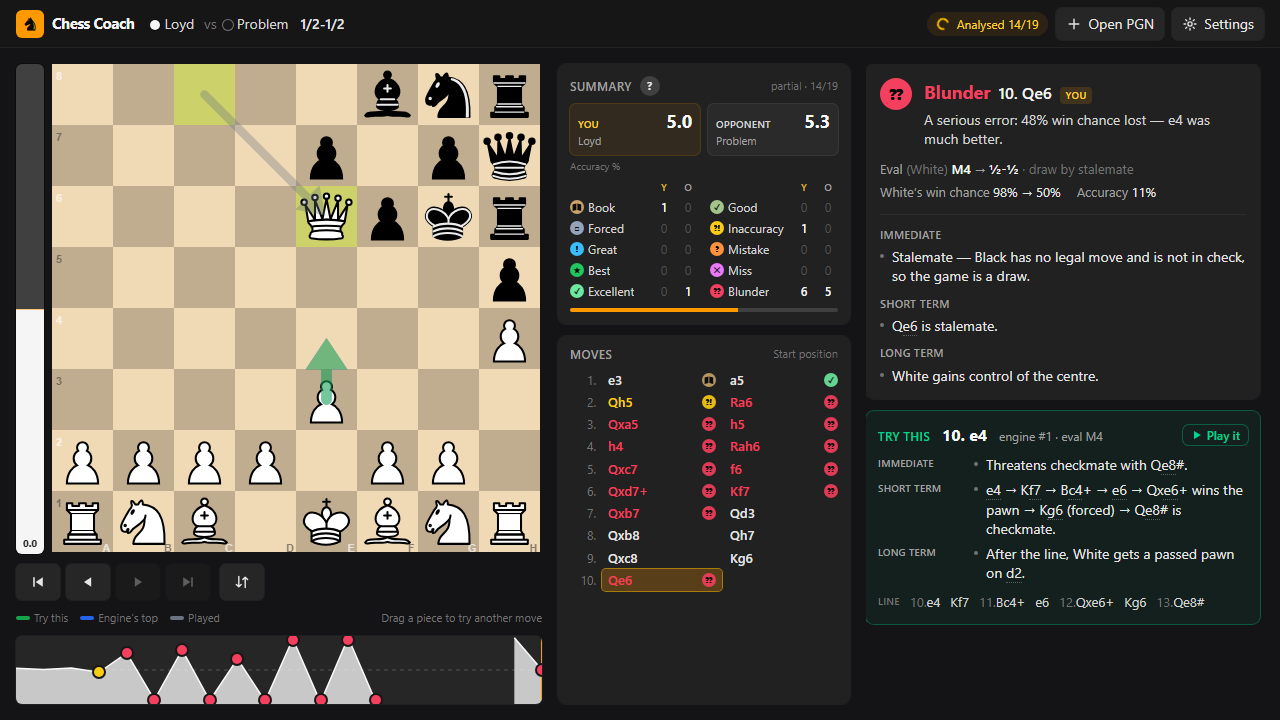 Chess Coach Loyd vs Problem 1/2-1/2 Analysed 14/19 + Open PGN Settings
8
7
6
5
4
3
2
1
A B C D E F G H
0.0
Try this Engine's top Played Drag a piece to try another move
SUMMARY ? partial · 14/19
YOU 5.0 OPPONENT 5.3
Loyd Problem
Accuracy %
Y O Y O
Book 1 0 Good 0 0
Forced 0 0 Inaccuracy 1 0
Great 0 0 Mistake 0 0
Best 0 0 Miss 0 0
Excellent 0 1 Blunder 6 5
MOVES Start position
1. e3 a5
2. Qh5 ?! Ra6 ??
3. Qxa5 ?? h5 ??
4. h4 ?? Rah6 ??
5. Qxc7 ?? f6 ??
6. Qxd7+ ?? Kf7 ??
7. Qxb7 ?? Qd3
8. Qxb8 Qh7
9. Qxc8 Kg6
10. Qe6 ??
?? Blunder 10. Qe6 YOU
A serious error: 48% win chance lost — e4 was
much better.
Eval (White) M4 → ½-½ · draw by stalemate
White's win chance 98% → 50% Accuracy 11%
IMMEDIATE
• Stalemate — Black has no legal move and is not in check,
so the game is a draw.
SHORT TERM
• Qe6 is stalemate.
LONG TERM
• White gains control of the centre.
TRY THIS 10. e4 engine #1 · eval M4 Play it
IMMEDIATE • Threatens checkmate with Qe8#.
SHORT TERM • e4 → Kf7 → Bc4+ → e6 → Qxe6+ wins the
pawn → Kg6 (forced) → Qe8# is
checkmate.
LONG TERM • After the line, White gets a passed pawn
on d2.
LINE 10.e4 Kf7 11.Bc4+ e6 12.Qxe6+ Kg6 13.Qe8#